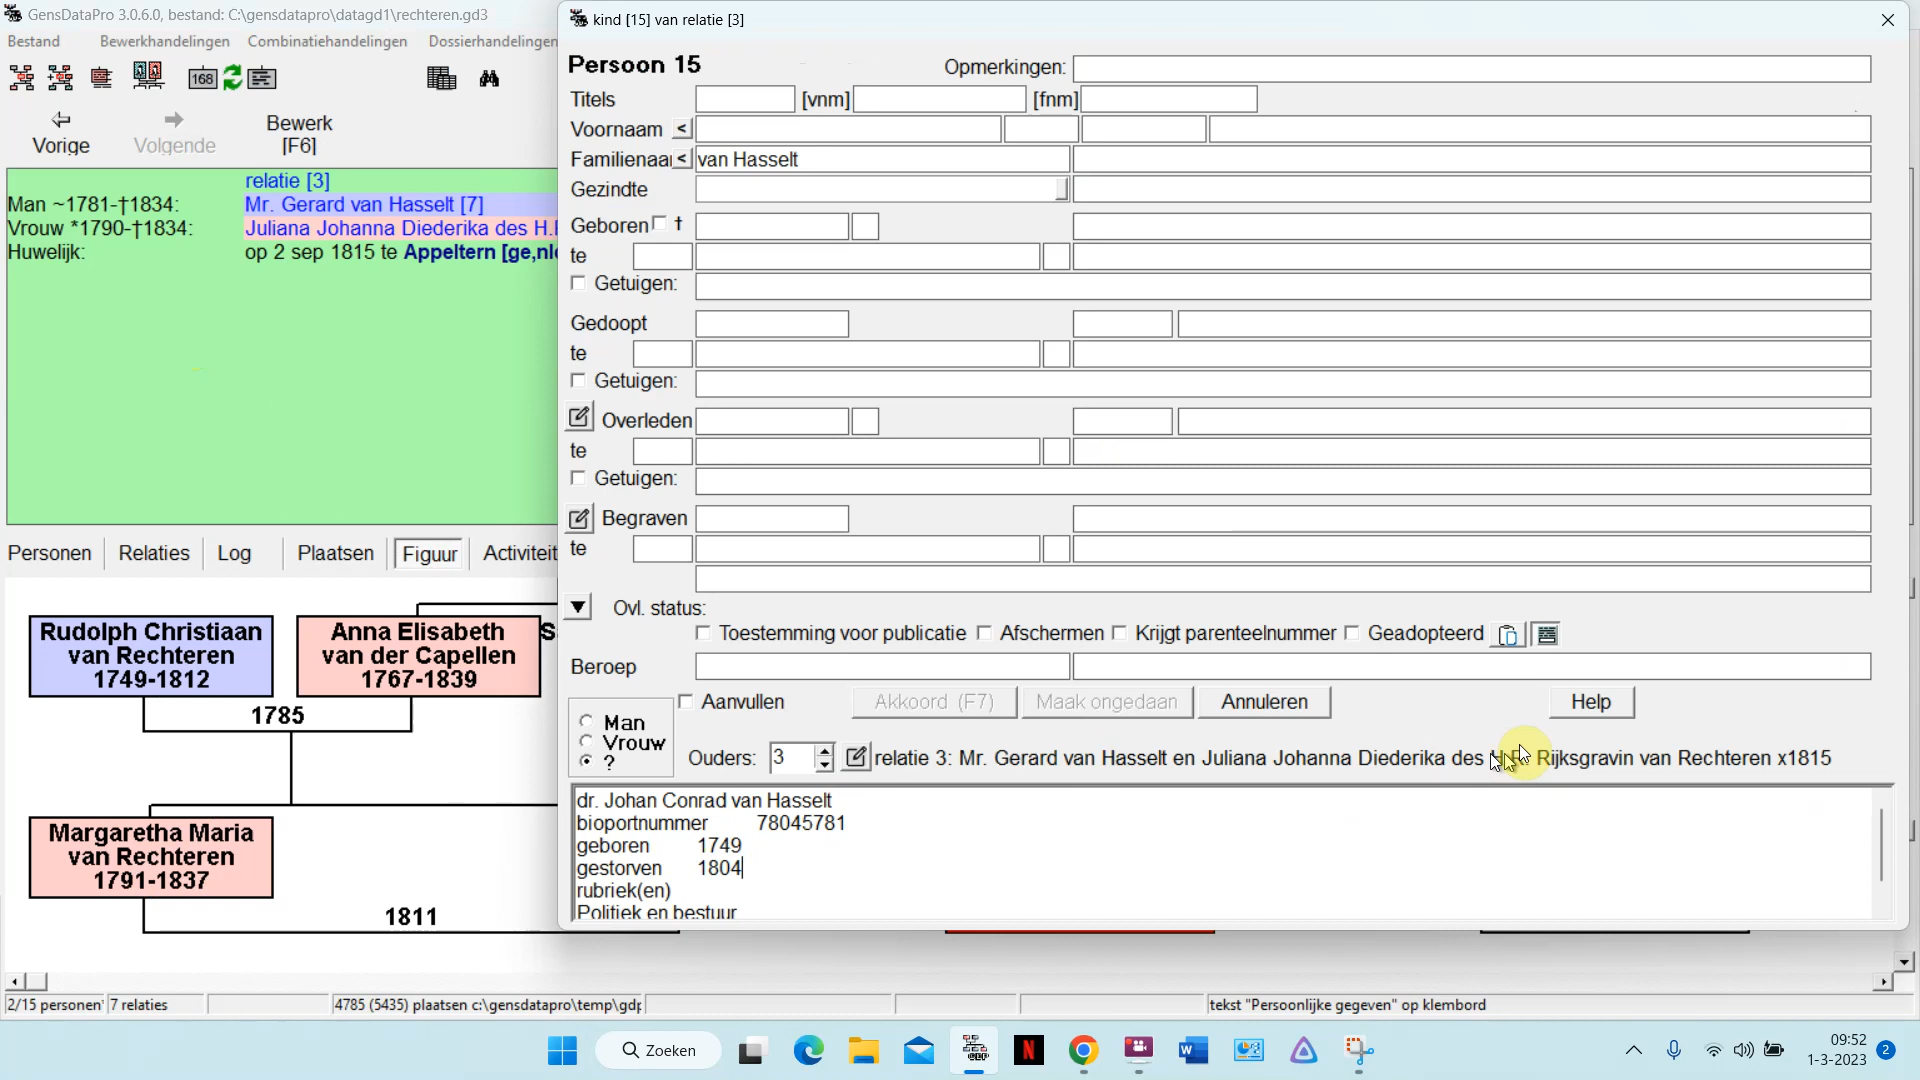 GensDataPro 3.0.6.0, bestand: C:\gensdatapro\datagd1\rechteren.gd3
Bestand Bewerkhandelingen Combinatiehandelingen Dossierhandelingen
168
Vorige Volgende Bewerk [F6]
relatie [3]
Man ~1781-†1834: Mr. Gerard van Hasselt [7]
Vrouw *1790-†1834: Juliana Johanna Diederika des H.
Huwelijk: op 2 sep 1815 te Appeltern [ge,nl
Personen Relaties Log Plaatsen Figuur Activiteit
Rudolph Christiaan
van Rechteren
1749-1812
Anna Elisabeth
van der Capellen
1767-1839
S
1785
Margaretha Maria
van Rechteren
1791-1837
1811
kind [15] van relatie [3]
Persoon 15 Opmerkingen:
Titels [vnm] [fnm]
Voornaam <
Familienaa < van Hasselt
Gezindte
Geboren †
te
Getuigen:
Gedoopt
te
Getuigen:
Overleden
te
Getuigen:
Begraven
te
Ovl. status:
Toestemming voor publicatie Afschermen Krijgt parenteelnummer Geadopteerd
Beroep
Aanvullen Akkoord (F7) Maak ongedaan Annuleren Help
Man
Vrouw
?
Ouders: 3 relatie 3: Mr. Gerard van Hasselt en Juliana Johanna Diederika des H.R. Rijksgravin van Rechteren x1815
dr. Johan Conrad van Hasselt
bioportnummer 78045781
geboren 1749
gestorven 1804
rubriek(en)
Politiek en bestuur
2/15 personen 7 relaties 4785 (5435) plaatsen c:\gensdatapro\temp\gdp tekst "Persoonlijke gegeven" op klembord
Zoeken
GDP
N
09:52
1-3-2023
2